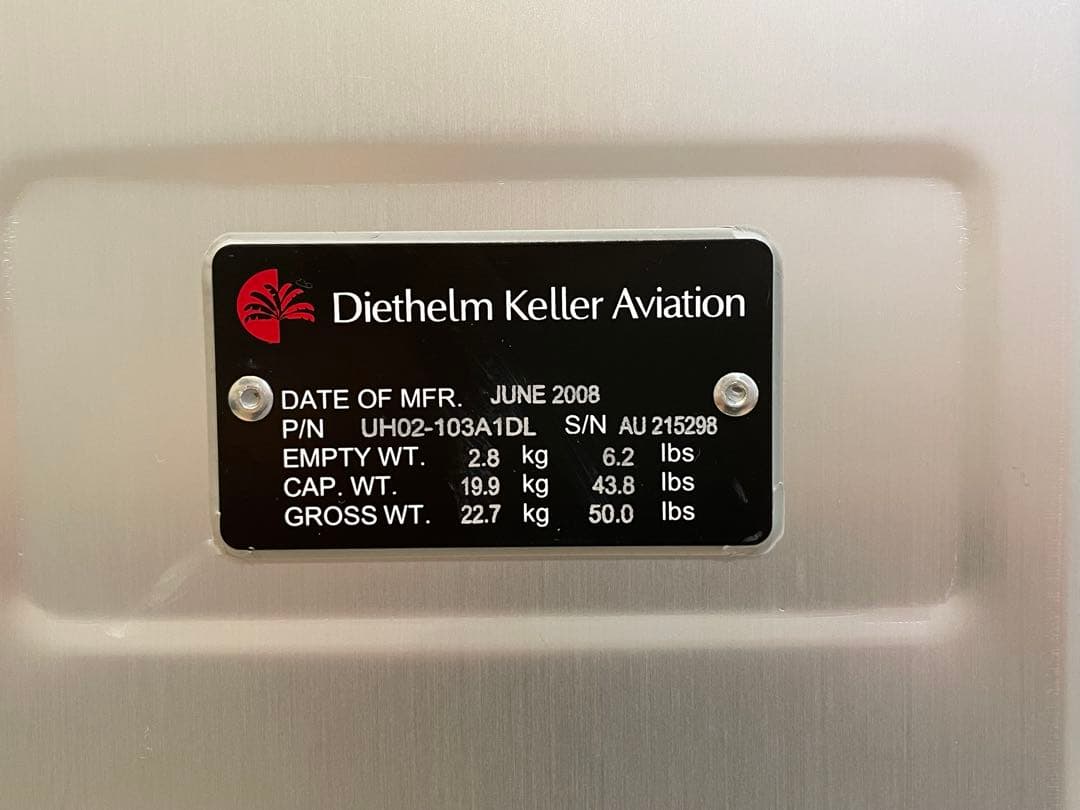 Diethelm Keller Aviation
DATE OF MFR. JUNE 2008
P/N UH02-103A1DL S/N AU 215298
EMPTY WT. 2.8 kg 6.2 lbs
CAP. WT. 19.9 kg 43.8 lbs
GROSS WT. 22.7 kg 50.0 lbs